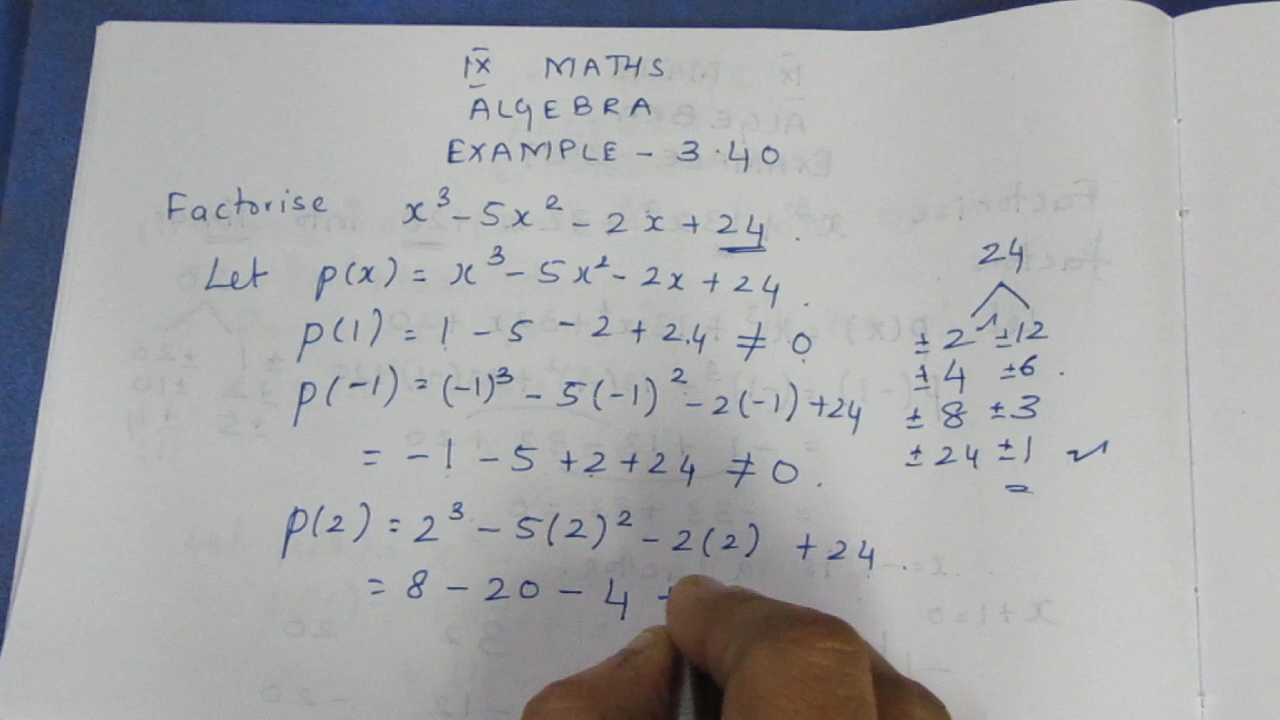 IX MATHS
ALGEBRA
EXAMPLE - 3.40
Factorise x³ - 5x² - 2x + 24.
Let p(x) = x³ - 5x² - 2x + 24.
p(1) = 1 - 5 - 2 + 24 ≠ 0
p(-1) = (-1)³ - 5(-1)² - 2(-1) + 24
= -1 - 5 + 2 + 24 ≠ 0.
p(2) = 2³ - 5(2)² - 2(2) + 24.
= 8 - 20 - 4 +
24
±2 ±12
±4 ±6.
±8 ±3
±24 ±1